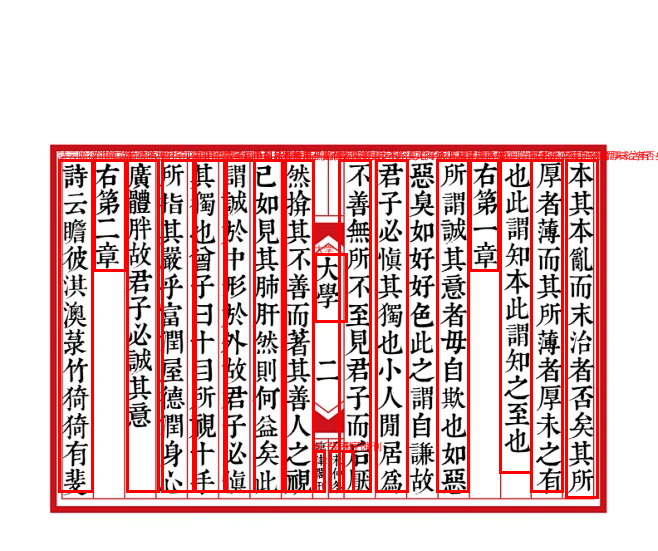 本其本亂而末治者否矣其所
厚者薄而其所薄者厚未之有
也此謂知本此謂知之至也
右第一章
所謂誠其意者毋自欺也如惡
惡臭如好好色此之謂自謙故
君子必慎其獨也小人閒居爲
不善無所不至見君子而后厭
大學
二
然揜其不善而著其善人之視
己如見其肺肝然則何益矣此
謂誠於中形於外故君子必慎
其獨也曾子曰十目所視十手
所指其嚴乎富潤屋德潤身心
廣體胖故君子必誠其意
右第二章
詩云瞻彼淇澳菉竹猗猗有斐